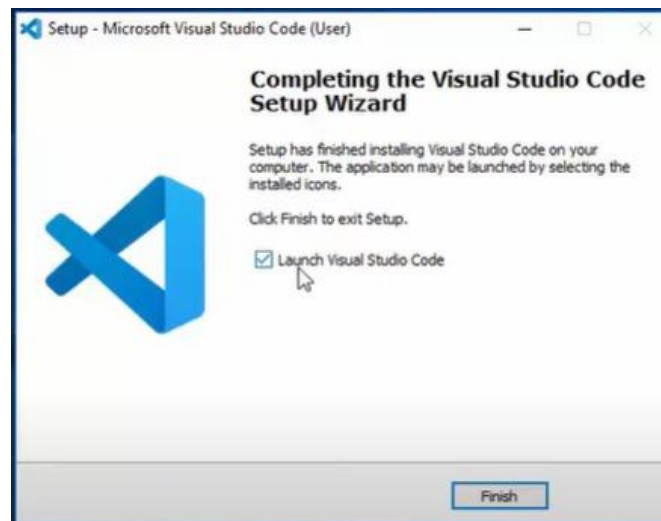 Setup - Microsoft Visual Studio Code (User)
Completing the Visual Studio Code
Setup Wizard
Setup has finished installing Visual Studio Code on your
computer. The application may be launched by selecting the
installed icons.
Click Finish to exit Setup.
Launch Visual Studio Code
Finish